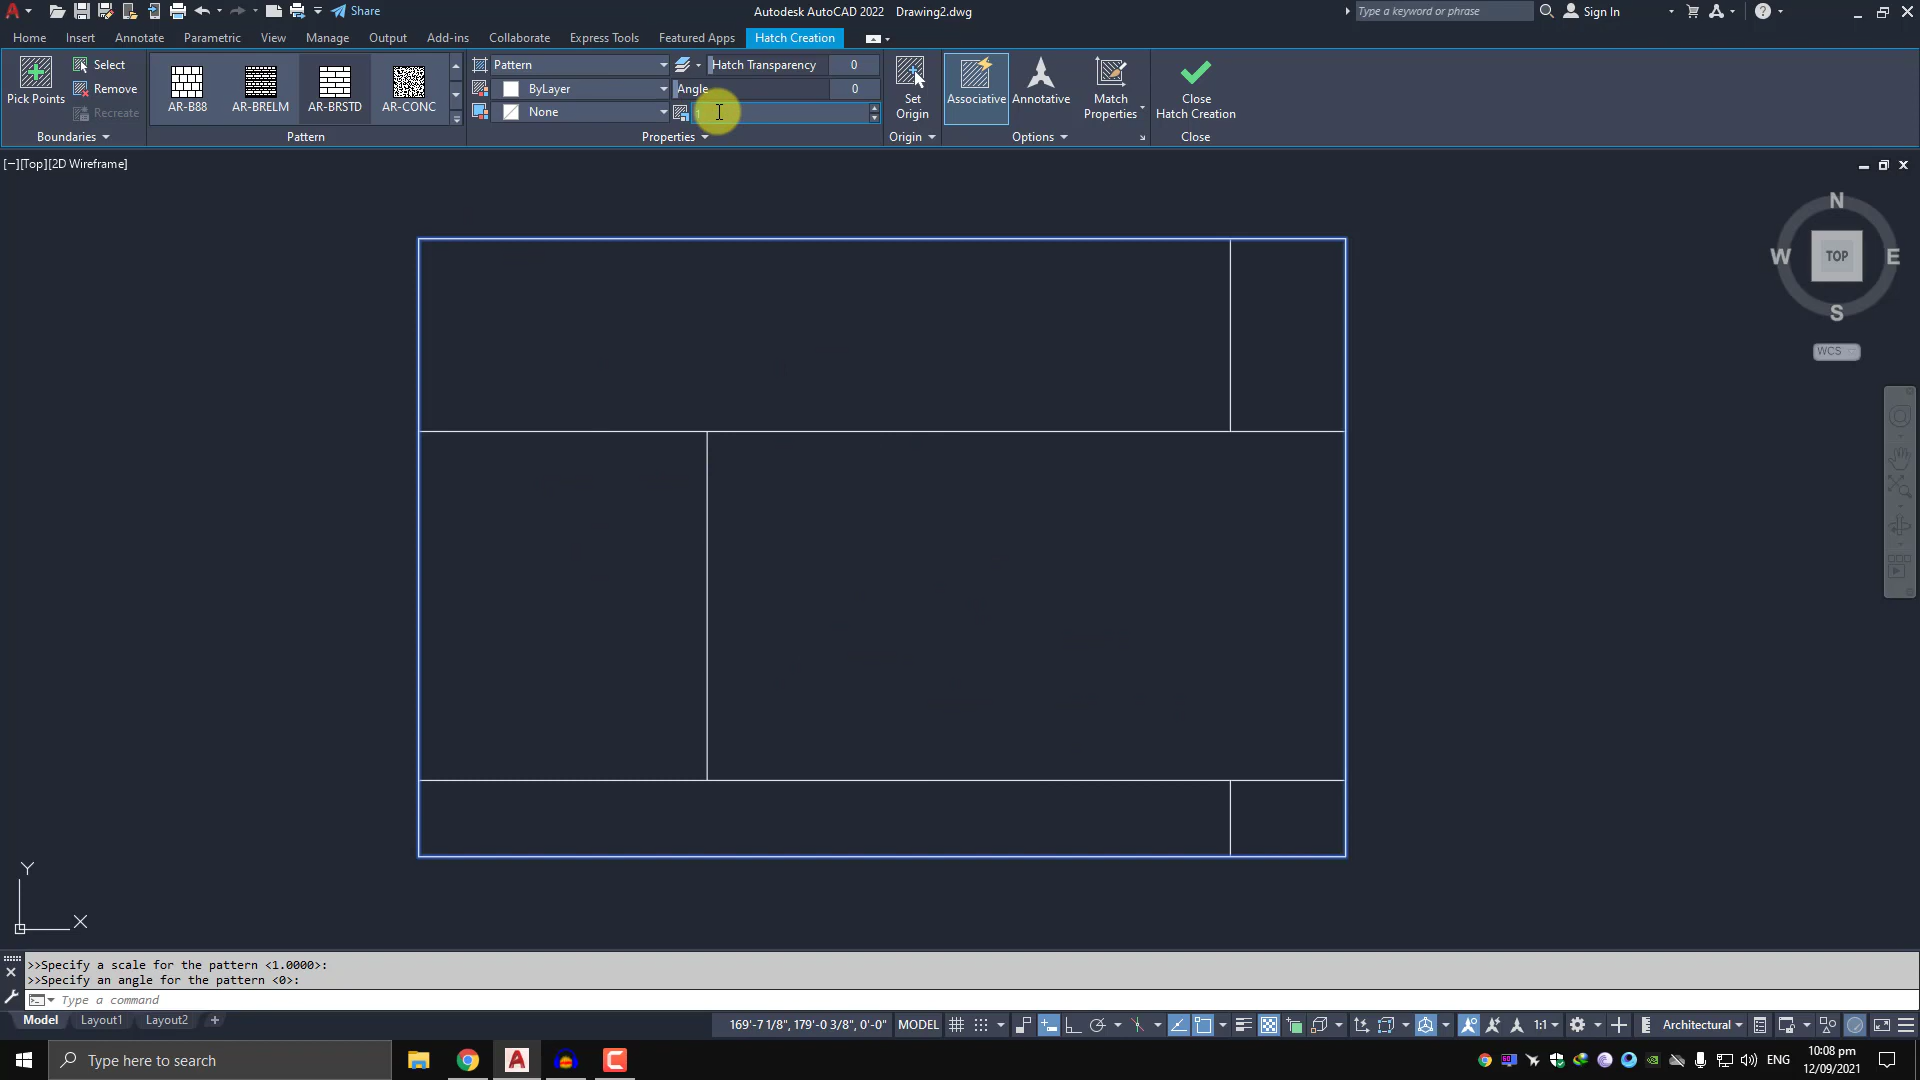 Share
Autodesk AutoCAD 2022 Drawing2.dwg
Type a keyword or phrase
Sign In
Home Insert Annotate Parametric View Manage Output Add-ins Collaborate Express Tools Featured Apps Hatch Creation
Pick Points
Select
Remove
Recreate
Boundaries
AR-B88
AR-BRELM
AR-BRSTD
AR-CONC
Pattern
Pattern
ByLayer
None
Hatch Transparency 0
Angle 0
Properties
Set
Origin
Origin
Associative
Annotative
Match
Properties
Options
Close
Hatch Creation
Close
[−][Top][2D Wireframe]
N
W TOP E
S
WCS
Y
X
>>Specify a scale for the pattern <1.0000>:
>>Specify an angle for the pattern <0>:
Type a command
Model Layout1 Layout2 +
169'-7 1/8", 179'-0 3/8", 0'-0" MODEL
1:1
Architectural
Type here to search
ENG
10:08 pm
12/09/2021